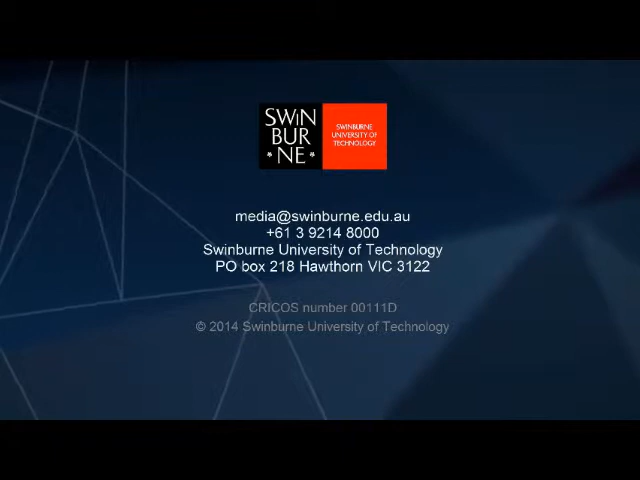 SWiN
BUR
* NE *
SWINBURNE
UNIVERSITY OF
TECHNOLOGY
media@swinburne.edu.au
+61 3 9214 8000
Swinburne University of Technology
PO box 218 Hawthorn VIC 3122
CRICOS number 00111D
© 2014 Swinburne University of Technology